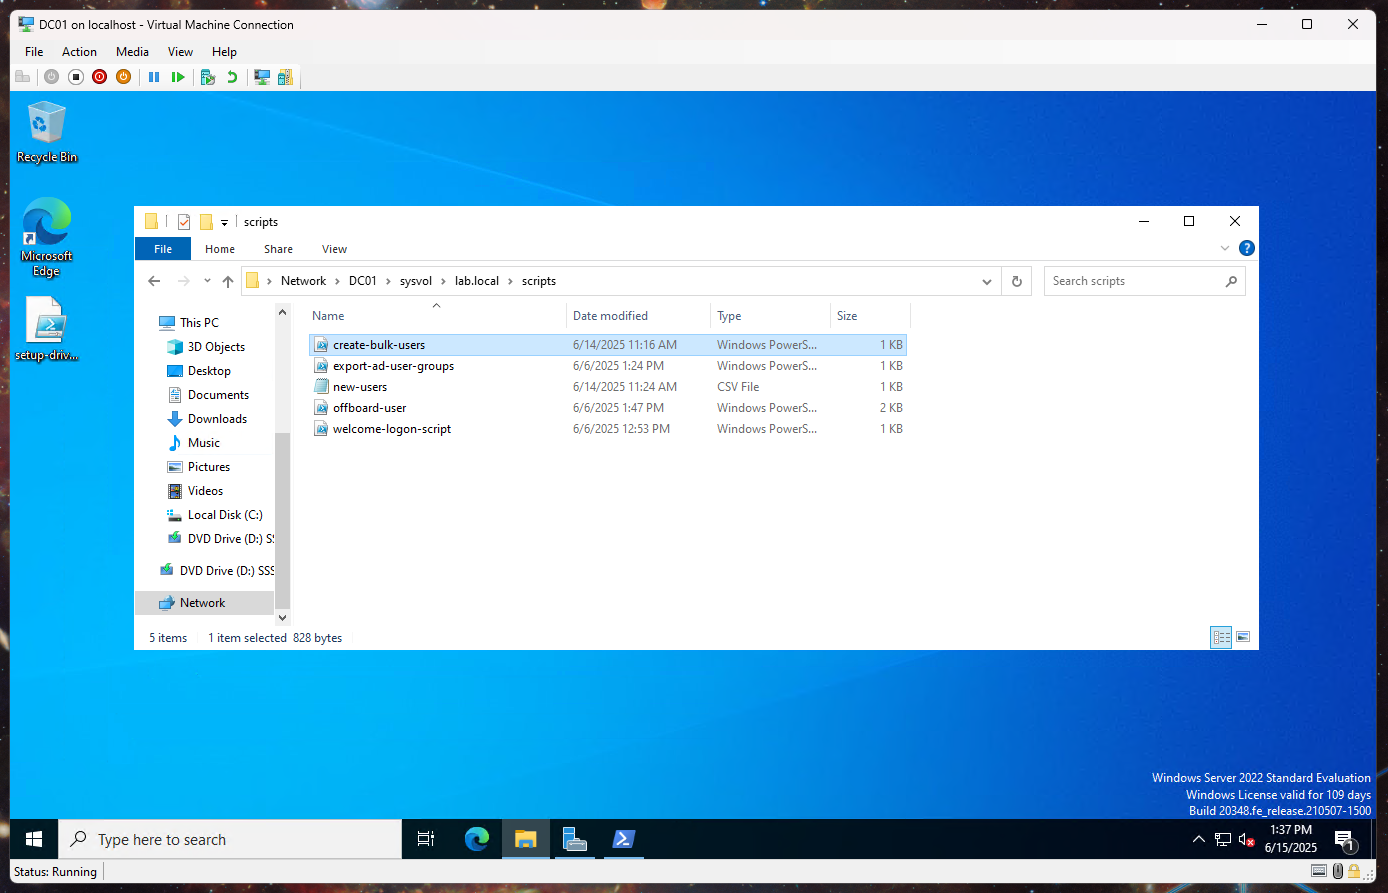 DC01 on localhost - Virtual Machine Connection
File Action Media View Help
Recycle Bin
Microsoft
Edge
setup-driv...
scripts
File Home Share View
Network › DC01 › sysvol › lab.local › scripts
Search scripts
This PC
3D Objects
Desktop
Documents
Downloads
Music
Pictures
Videos
Local Disk (C:)
DVD Drive (D:) S
DVD Drive (D:) SSS
Network
Name Date modified Type Size
create-bulk-users 6/14/2025 11:16 AM Windows PowerS... 1 KB
export-ad-user-groups 6/6/2025 1:24 PM Windows PowerS... 1 KB
new-users 6/14/2025 11:24 AM CSV File 1 KB
offboard-user 6/6/2025 1:47 PM Windows PowerS... 2 KB
welcome-logon-script 6/6/2025 12:53 PM Windows PowerS... 1 KB
5 items 1 item selected 828 bytes
Windows Server 2022 Standard Evaluation
Windows License valid for 109 days
Build 20348.fe_release.210507-1500
Type here to search
1:37 PM
6/15/2025
1
Status: Running